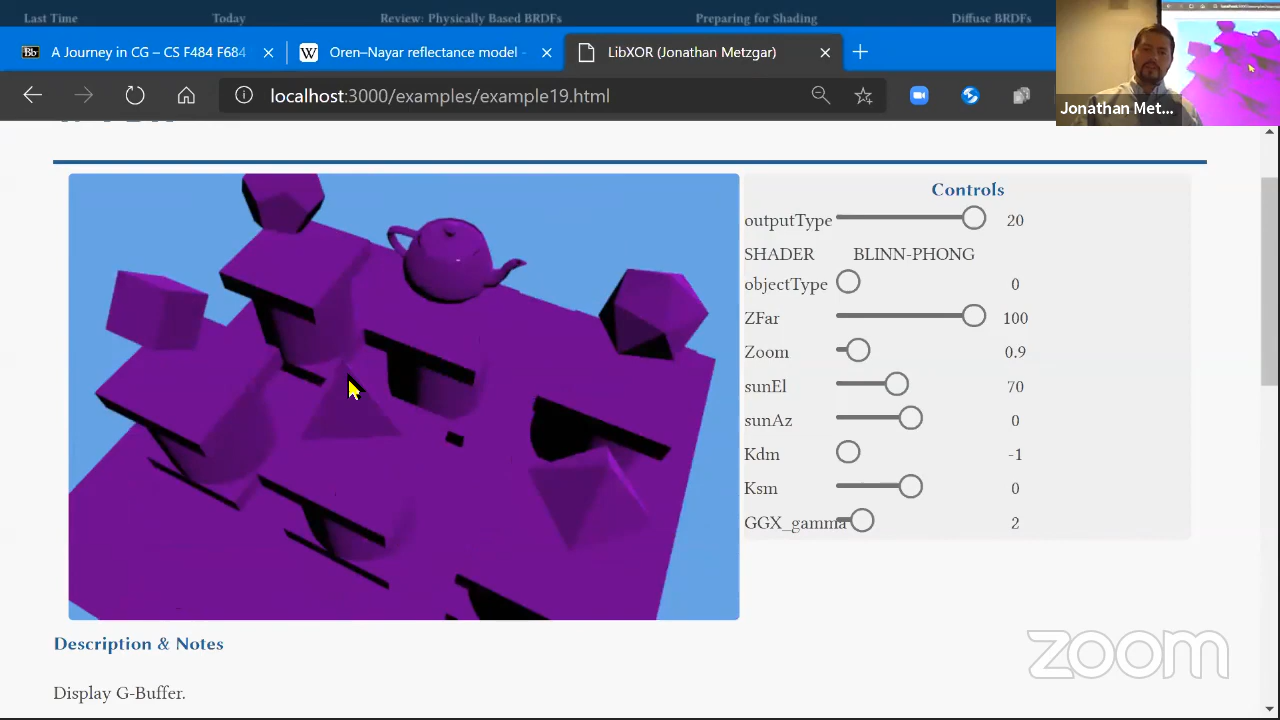 Last Time Today Review: Physically Based BRDFs Preparing for Shading Diffuse BRDFs
Bb A Journey in CG – CS F484 F684 W Oren–Nayar reflectance model - LibXOR (Jonathan Metzgar)
localhost:3000/examples/example19.html
Jonathan Met...
Controls
outputType 20
SHADER BLINN-PHONG
objectType 0
ZFar 100
Zoom 0.9
sunEl 70
sunAz 0
Kdm -1
Ksm 0
GGX_gamma 2
Description & Notes
zoom
Display G-Buffer.